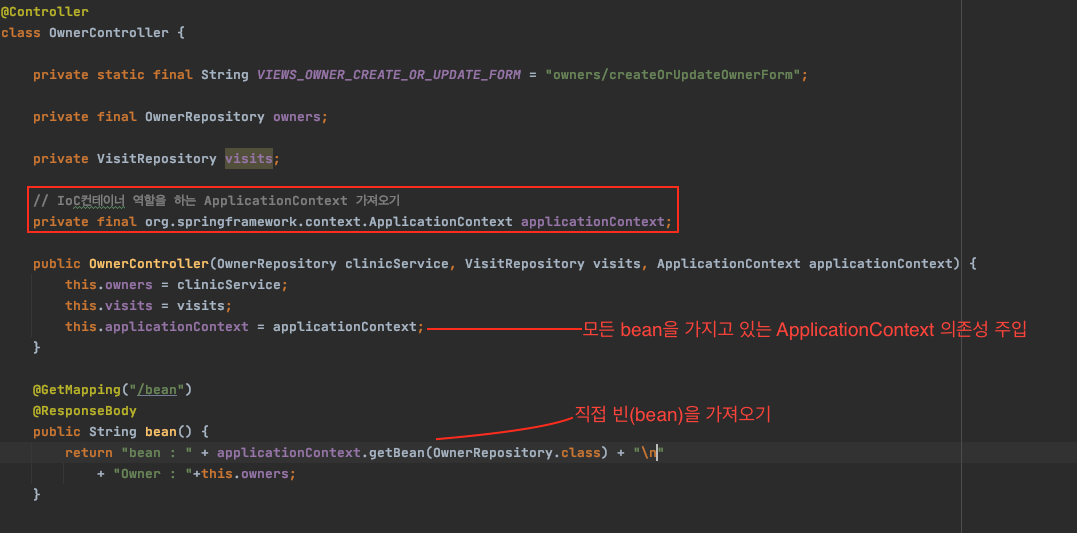 @Controller
class OwnerController {
private static final String VIEWS_OWNER_CREATE_OR_UPDATE_FORM = "owners/createOrUpdateOwnerForm";
private final OwnerRepository owners;
private VisitRepository visits;
// IoC컨테이너 역할을 하는 ApplicationContext 가져오기
private final org.springframework.context.ApplicationContext applicationContext;
public OwnerController(OwnerRepository clinicService, VisitRepository visits, ApplicationContext applicationContext) {
this.owners = clinicService;
this.visits = visits;
this.applicationContext = applicationContext;
모든 bean을 가지고 있는 ApplicationContext 의존성 주입
}
@GetMapping("/bean")
@ResponseBody
직접 빈(bean)을 가져오기
public String bean() {
return "bean : " + applicationContext.getBean(OwnerRepository.class) + "\n"
+ "Owner : "+this.owners;
}